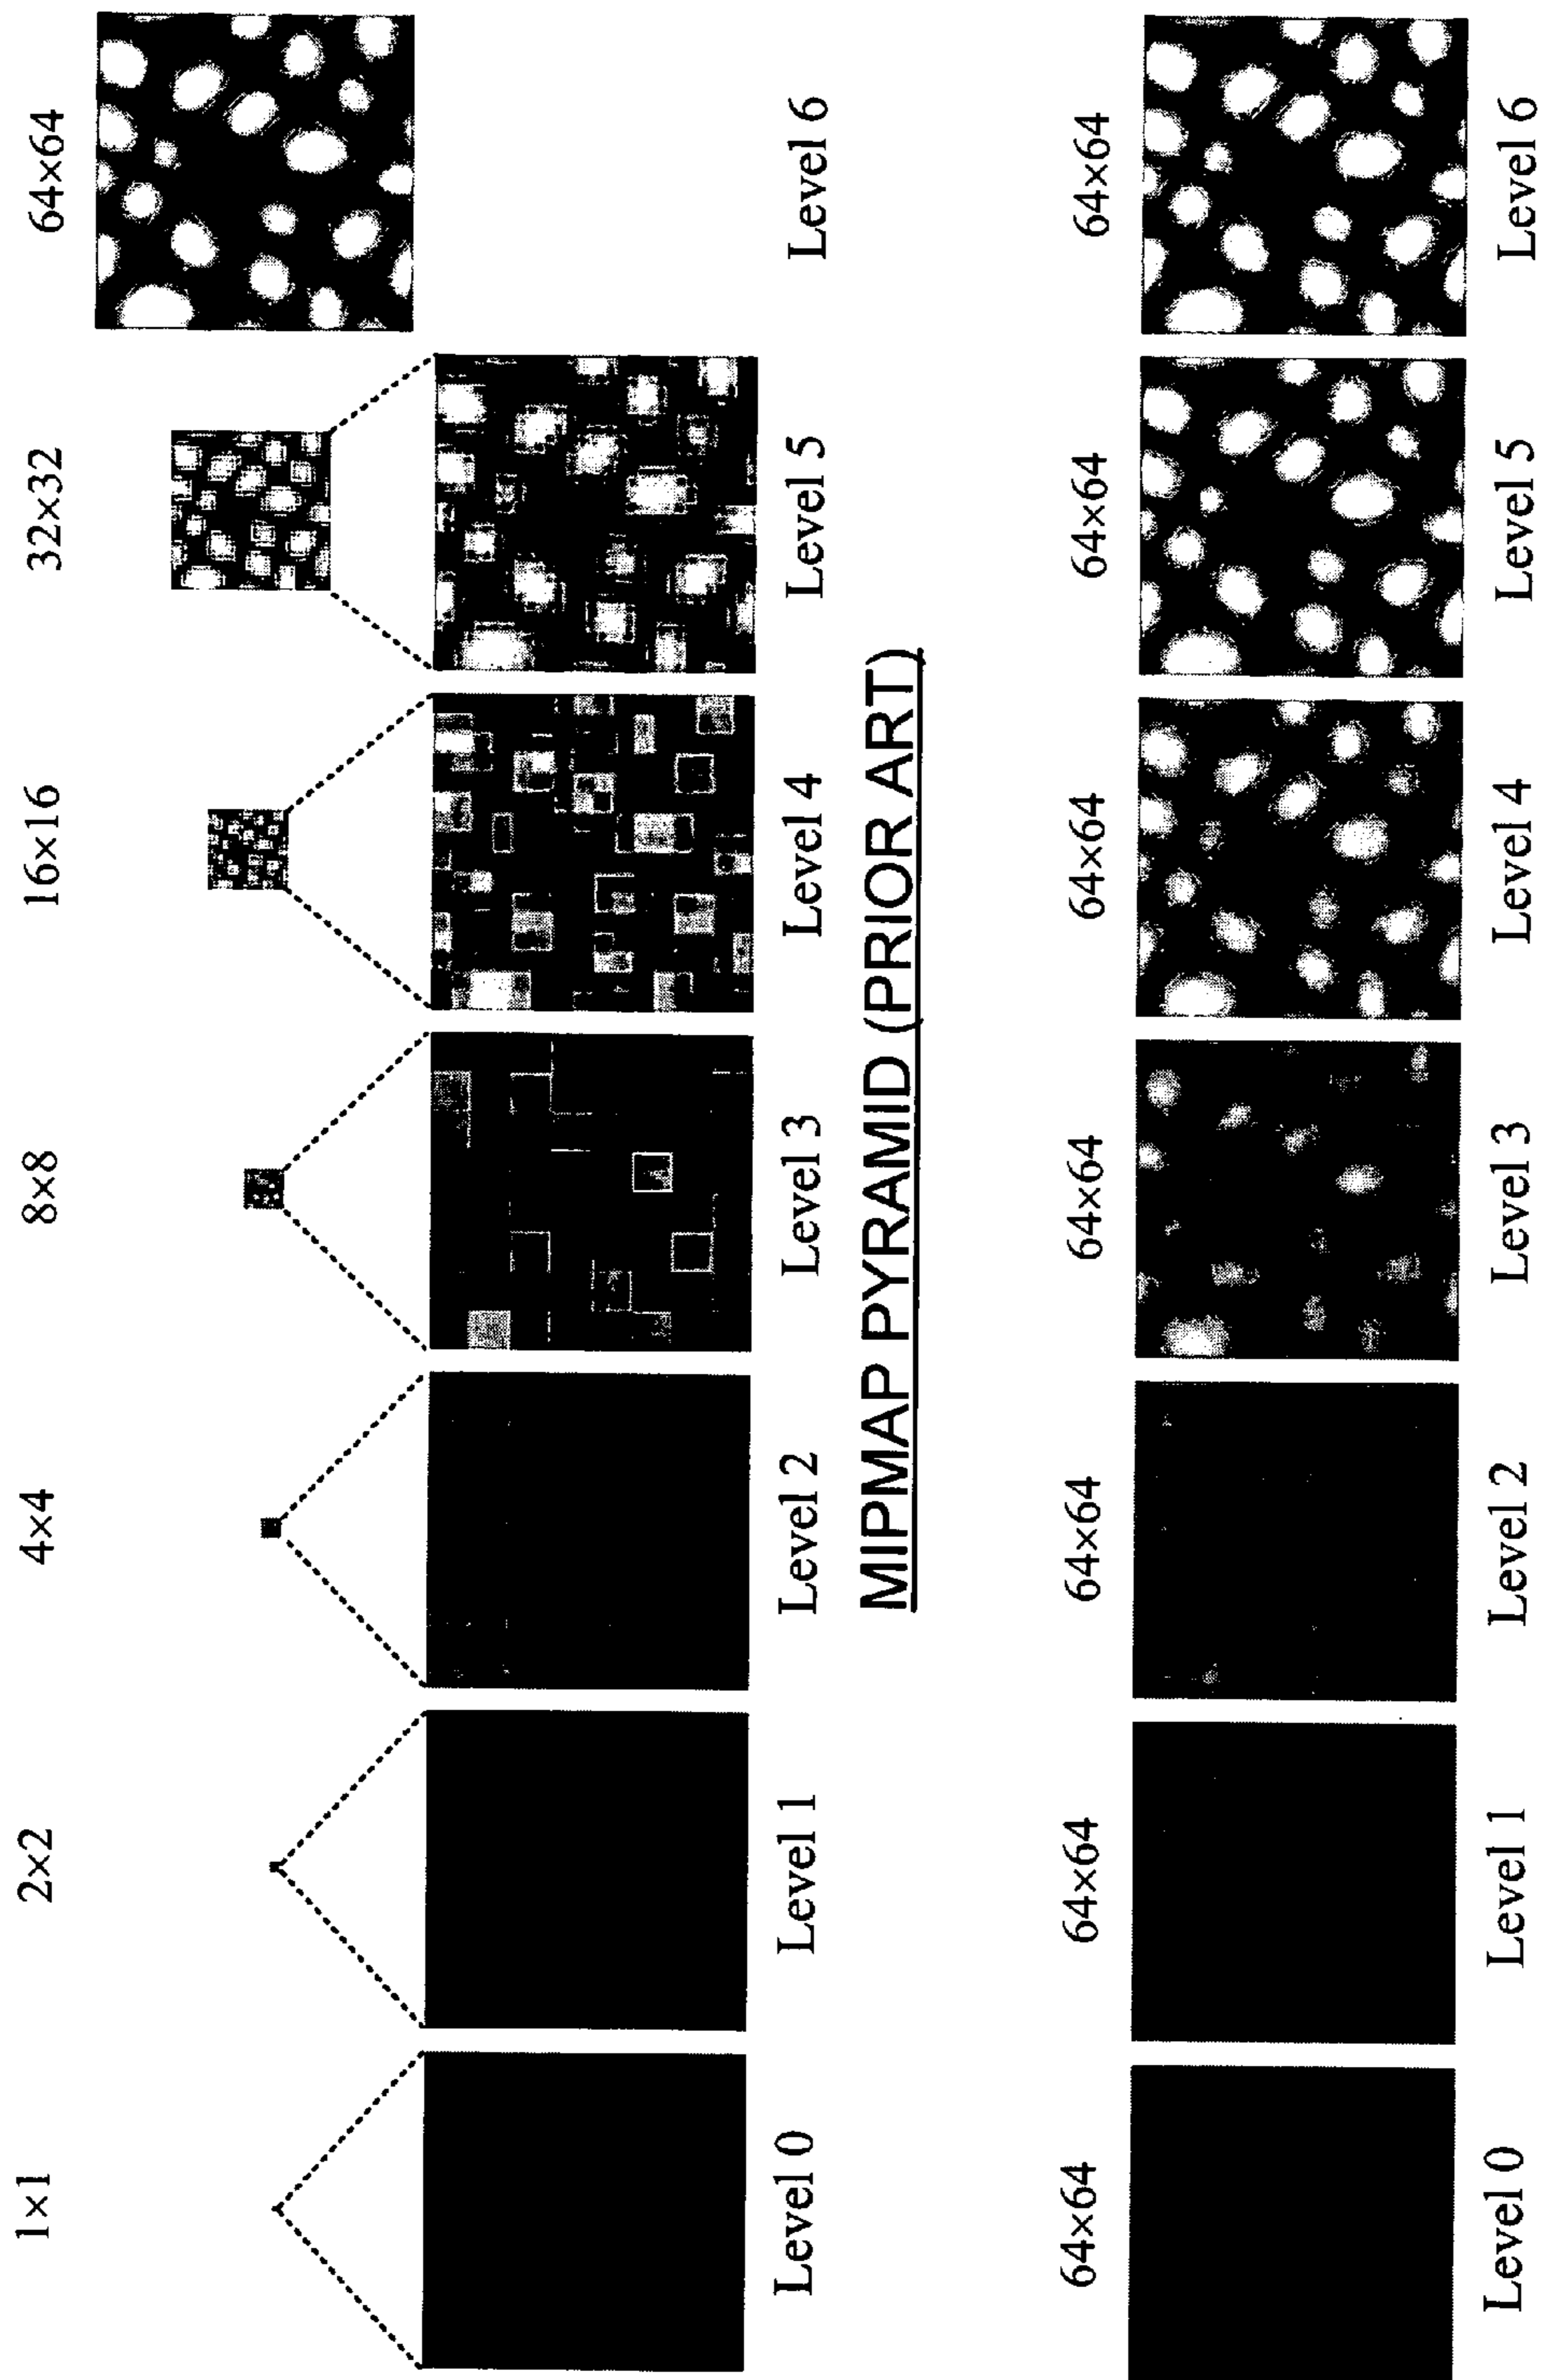 1×1 2×2 4×4 8×8 16×16 32×32 64×64
Level 0 Level 1 Level 2 Level 3 Level 4 Level 5 Level 6
MIPMAP PYRAMID (PRIOR ART)
64×64 64×64 64×64 64×64 64×64 64×64 64×64
Level 0 Level 1 Level 2 Level 3 Level 4 Level 5 Level 6